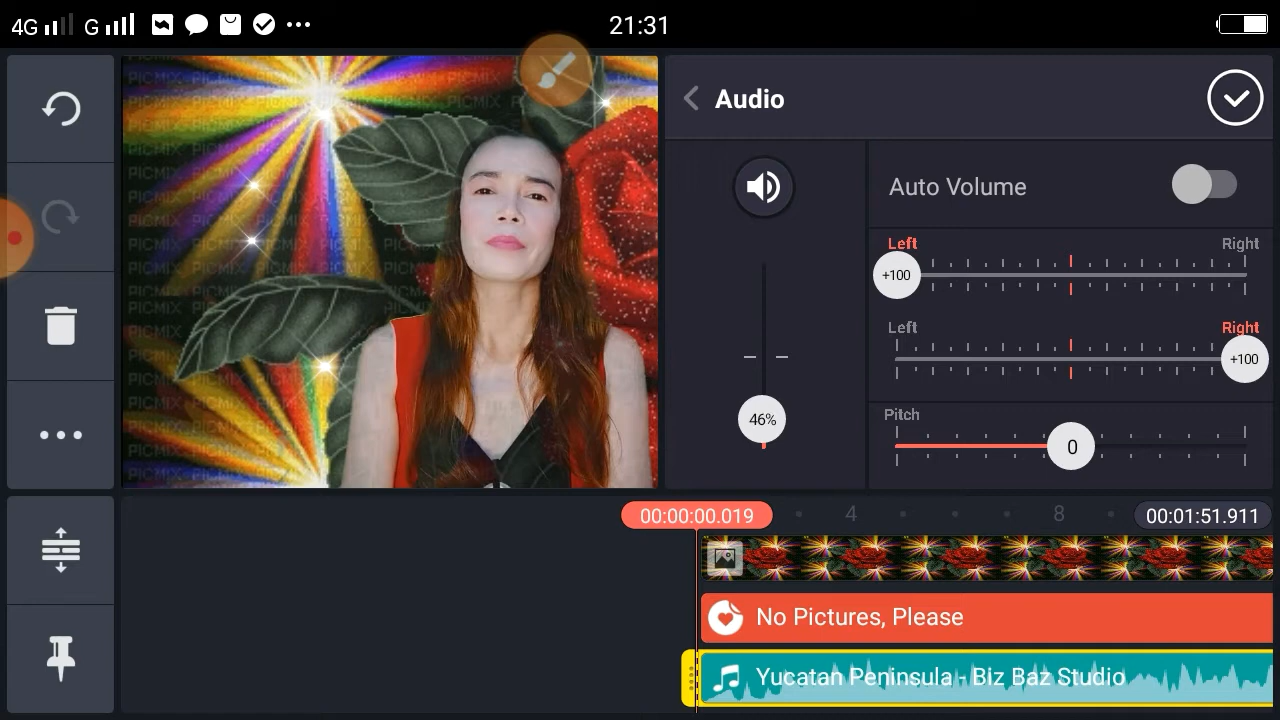 4G G 21:31
PICMIX
Audio
Auto Volume
Left Right
+100
Left Right
+100
46%
Pitch
0
00:00:00.019 4 8 00:01:51.911
No Pictures, Please
Yucatan Peninsula - Biz Baz Studio